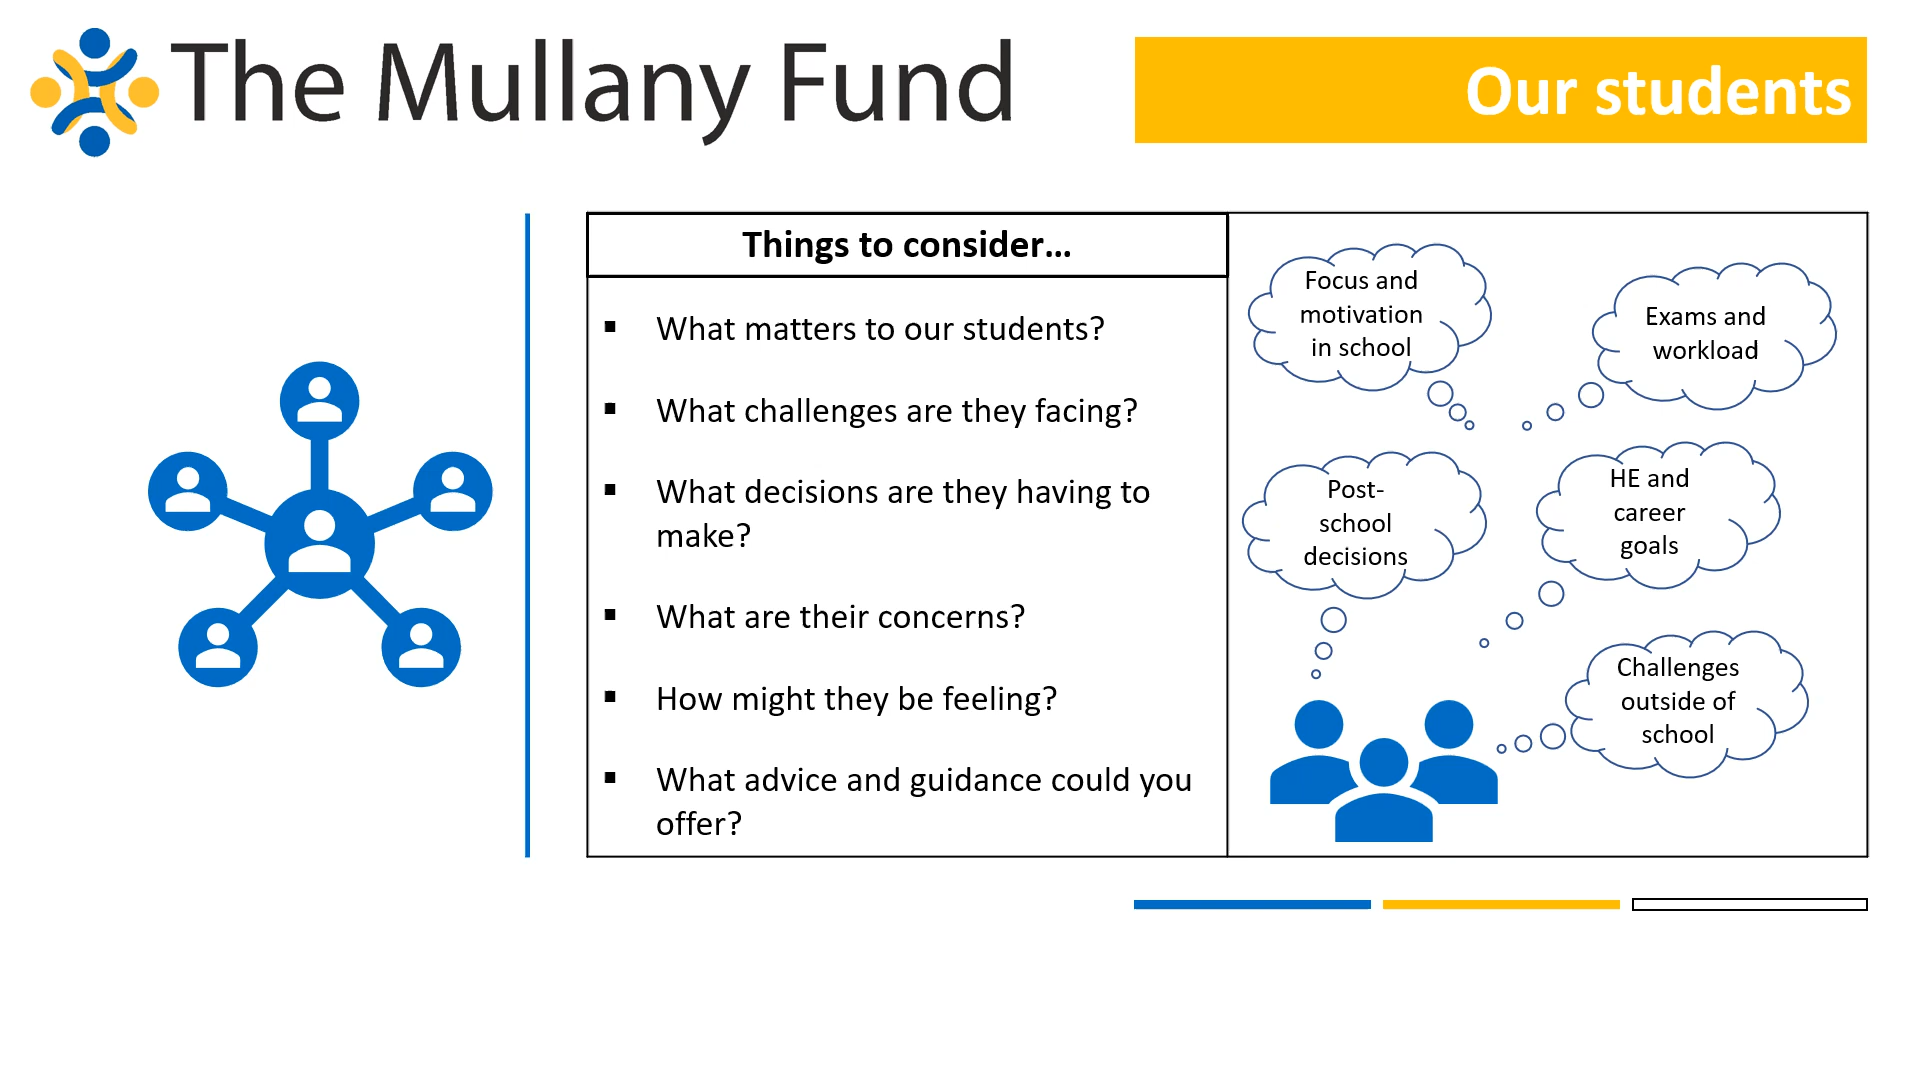 The Mullany Fund
Our students
Things to consider...
▪ What matters to our students?
▪ What challenges are they facing?
▪ What decisions are they having to
make?
▪ What are their concerns?
▪ How might they be feeling?
▪ What advice and guidance could you
offer?
Focus and
motivation
in school
Exams and
workload
Post-
school
decisions
HE and
career
goals
Challenges
outside of
school